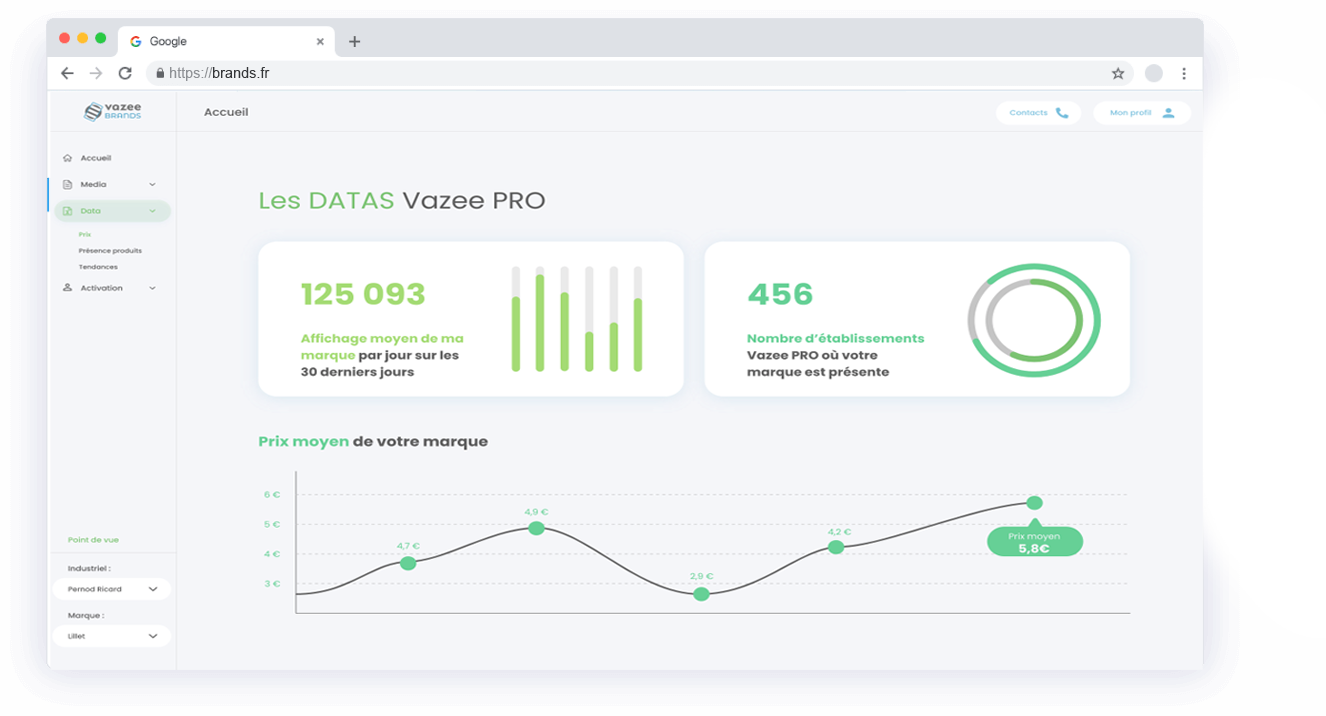 Google
https://brands.fr
vazee
BRANDS
Accueil
Contacts
Mon profil
Accueil
Media
Data
Prix
Présence produits
Tendances
Activation
Point de vue
Industriel :
Pernod Ricard
Marque :
Lillet
Les DATAS Vazee PRO
125 093
Affichage moyen de ma
marque par jour sur les
30 derniers jours
456
Nombre d'établissements
Vazee PRO où votre
marque est présente
Prix moyen de votre marque
6 €
5 €
4 €
3 €
4,7 €
4,9 €
2,9 €
4,2 €
Prix moyen
5,8€